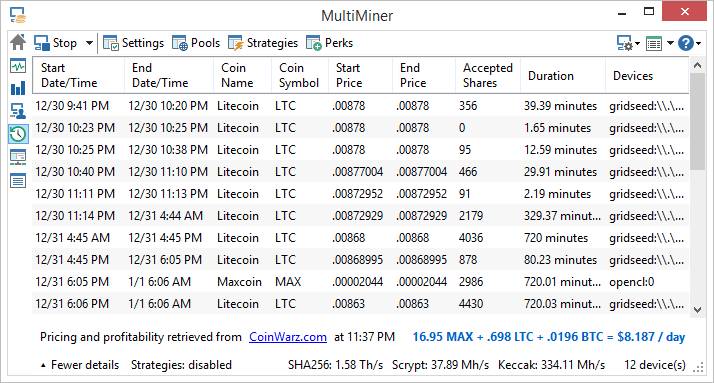 MultiMiner
Stop Settings Pools Strategies Perks
Start Date/Time End Date/Time Coin Name Coin Symbol Start Price End Price Accepted Shares Duration Devices
12/30 9:41 PM 12/30 10:20 PM Litecoin LTC .00878 .00878 356 39.39 minutes gridseed:\\.\...
12/30 10:23 PM 12/30 10:25 PM Litecoin LTC .00878 .00878 0 1.65 minutes gridseed:\\.\...
12/30 10:25 PM 12/30 10:38 PM Litecoin LTC .00878 .00878 95 12.59 minutes gridseed:\\.\...
12/30 10:40 PM 12/30 11:10 PM Litecoin LTC .00877004 .00877004 466 29.91 minutes gridseed:\\.\...
12/30 11:11 PM 12/30 11:13 PM Litecoin LTC .00872952 .00872952 91 2.19 minutes gridseed:\\.\...
12/30 11:14 PM 12/31 4:44 AM Litecoin LTC .00872929 .00872929 2179 329.37 minut... gridseed:\\.\...
12/31 4:45 AM 12/31 4:45 PM Litecoin LTC .00868 .00868 4036 720 minutes gridseed:\\.\...
12/31 4:45 PM 12/31 6:05 PM Litecoin LTC .00868995 .00868995 878 80.23 minutes gridseed:\\.\...
12/31 6:05 PM 1/1 6:06 AM Maxcoin MAX .00002044 .00002044 2986 720.01 minut... opencl:0
12/31 6:06 PM 1/1 6:06 AM Litecoin LTC .00863 .00863 4430 720.03 minut... gridseed:\\.\...
Pricing and profitability retrieved from CoinWarz.com at 11:37 PM 16.95 MAX + .698 LTC + .0196 BTC = $8.187 / day
Fewer details Strategies: disabled SHA256: 1.58 Th/s Scrypt: 37.89 Mh/s Keccak: 334.11 Mh/s 12 device(s)